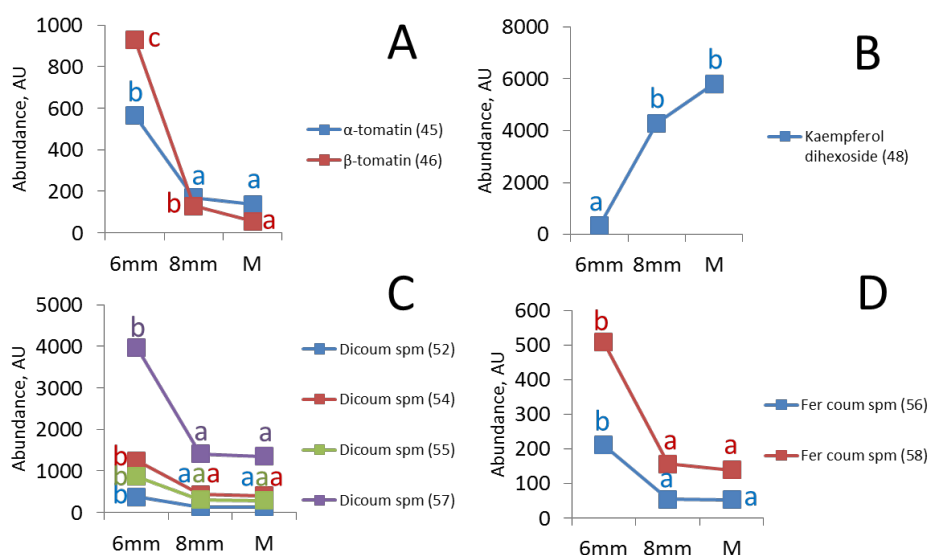 A
Abundance, AU
1000
800
600
400
200
0
c
b
a
a
b
a
6mm 8mm M
α-tomatin (45)
β-tomatin (46)
B
Abundance, AU
8000
6000
4000
2000
0
a
b
b
6mm 8mm M
Kaempferol
dihexoside (48)
C
Abundance, AU
5000
4000
3000
2000
1000
0
b
a a
b
b
b
aaa aaa
6mm 8mm M
Dicoum spm (52)
Dicoum spm (54)
Dicoum spm (55)
Dicoum spm (57)
D
Abundance, AU
600
500
400
300
200
100
0
b
a a
b
a
a
6mm 8mm M
Fer coum spm (56)
Fer coum spm (58)